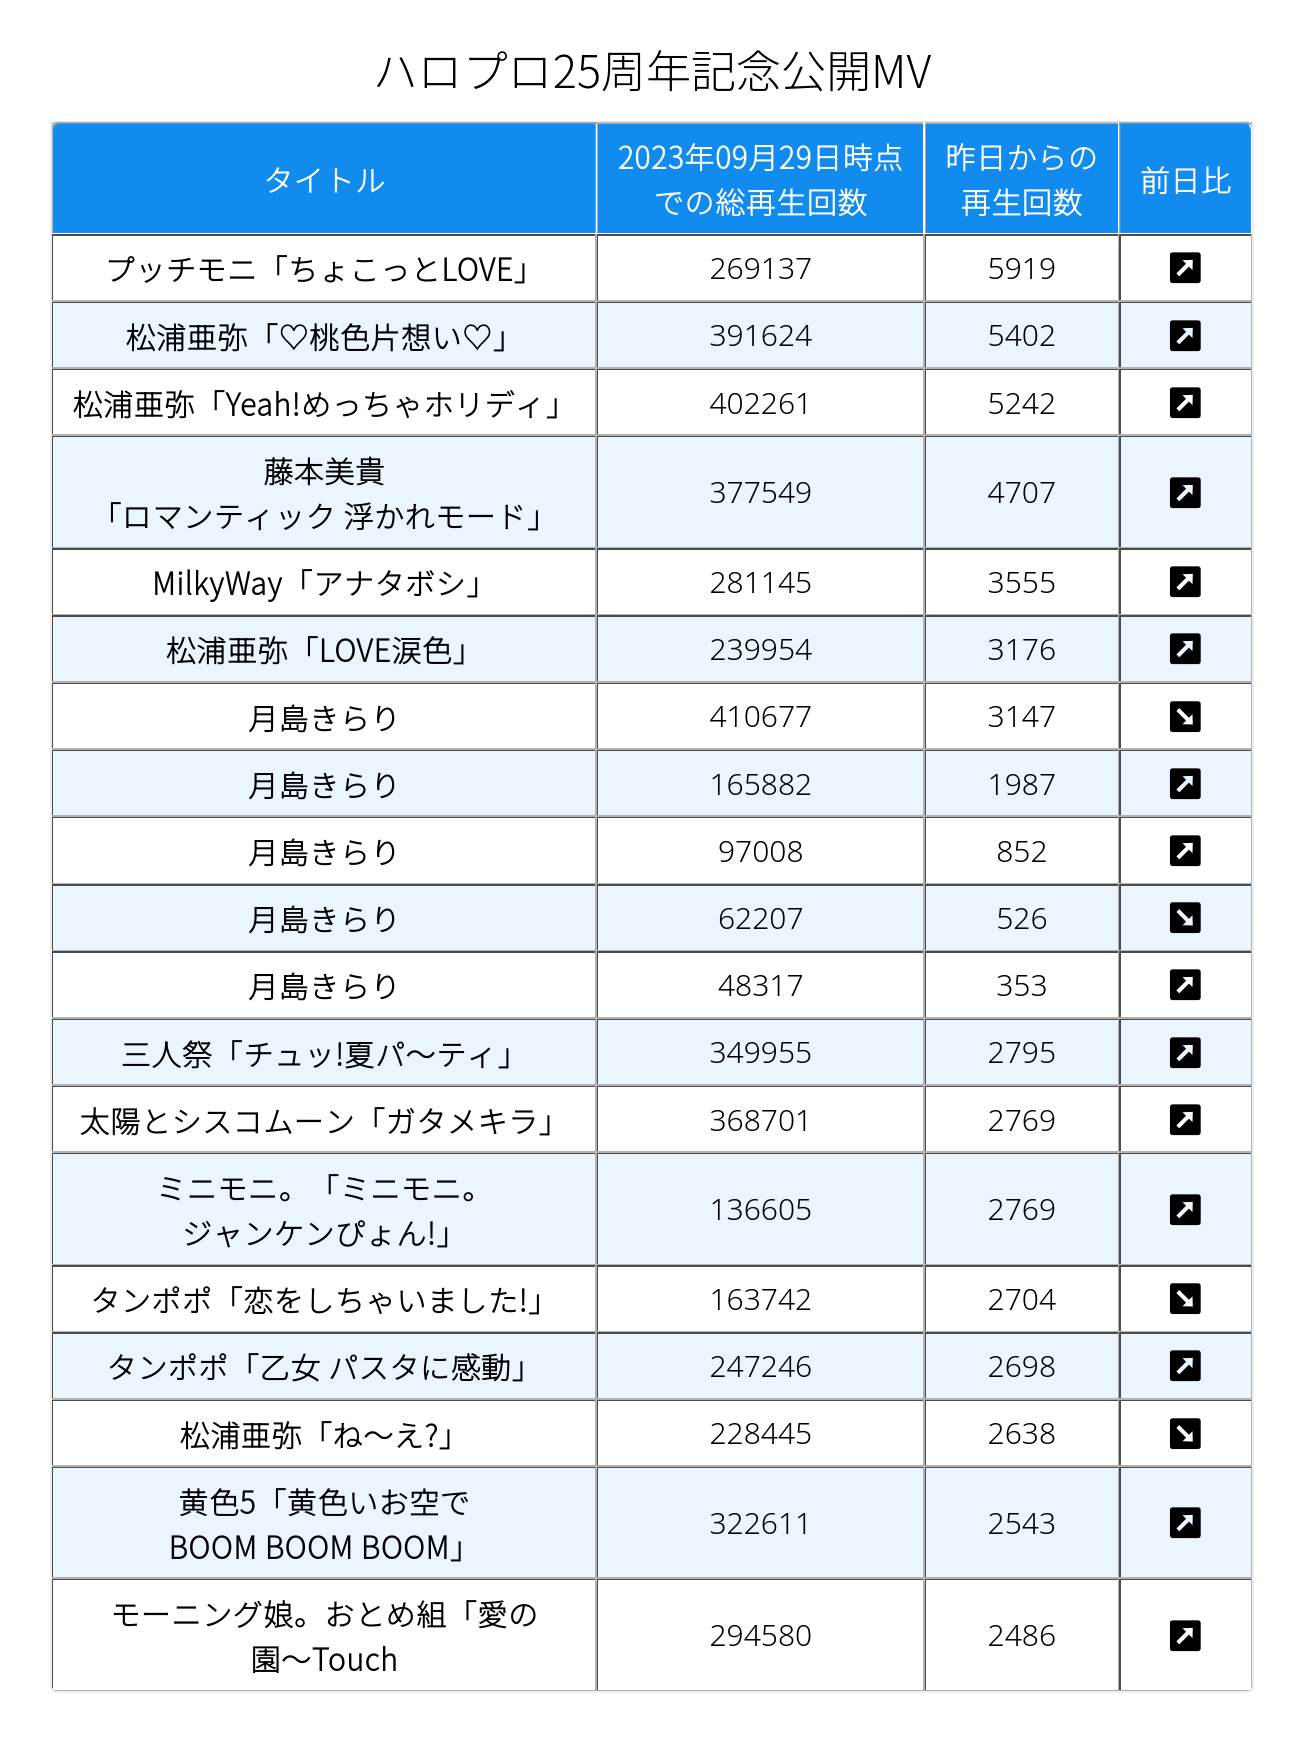 ハロプロ25周年記念公開MV
タイトル
2023年09月29日時点
での総再生回数
昨日からの
再生回数
前日比
プッチモニ「ちょこっとLOVE」 269137 5919 ↗
松浦亜弥「♡桃色片想い♡」 391624 5402 ↗
松浦亜弥「Yeah!めっちゃホリディ」 402261 5242 ↗
藤本美貴
「ロマンティック 浮かれモード」 377549 4707 ↗
MilkyWay「アナタボシ」 281145 3555 ↗
松浦亜弥「LOVE涙色」 239954 3176 ↗
月島きらり 410677 3147 ↘
月島きらり 165882 1987 ↗
月島きらり 97008 852 ↗
月島きらり 62207 526 ↘
月島きらり 48317 353 ↗
三人祭「チュッ!夏パ〜ティ」 349955 2795 ↗
太陽とシスコムーン「ガタメキラ」 368701 2769 ↗
ミニモニ。「ミニモニ。
ジャンケンぴょん!」 136605 2769 ↗
タンポポ「恋をしちゃいました!」 163742 2704 ↘
タンポポ「乙女 パスタに感動」 247246 2698 ↗
松浦亜弥「ね〜え?」 228445 2638 ↘
黄色5「黄色いお空で
BOOM BOOM BOOM」 322611 2543 ↗
モーニング娘。おとめ組「愛の
園〜Touch 294580 2486 ↗